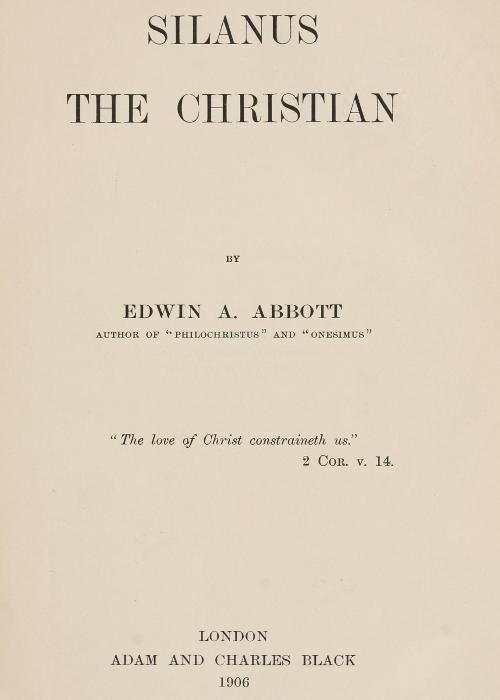 SILANUS
THE CHRISTIAN
BY
EDWIN A. ABBOTT
AUTHOR OF "PHILOCHRISTUS" AND "ONESIMUS"
"The love of Christ constraineth us."
2 COR. v. 14.
LONDON
ADAM AND CHARLES BLACK
1906